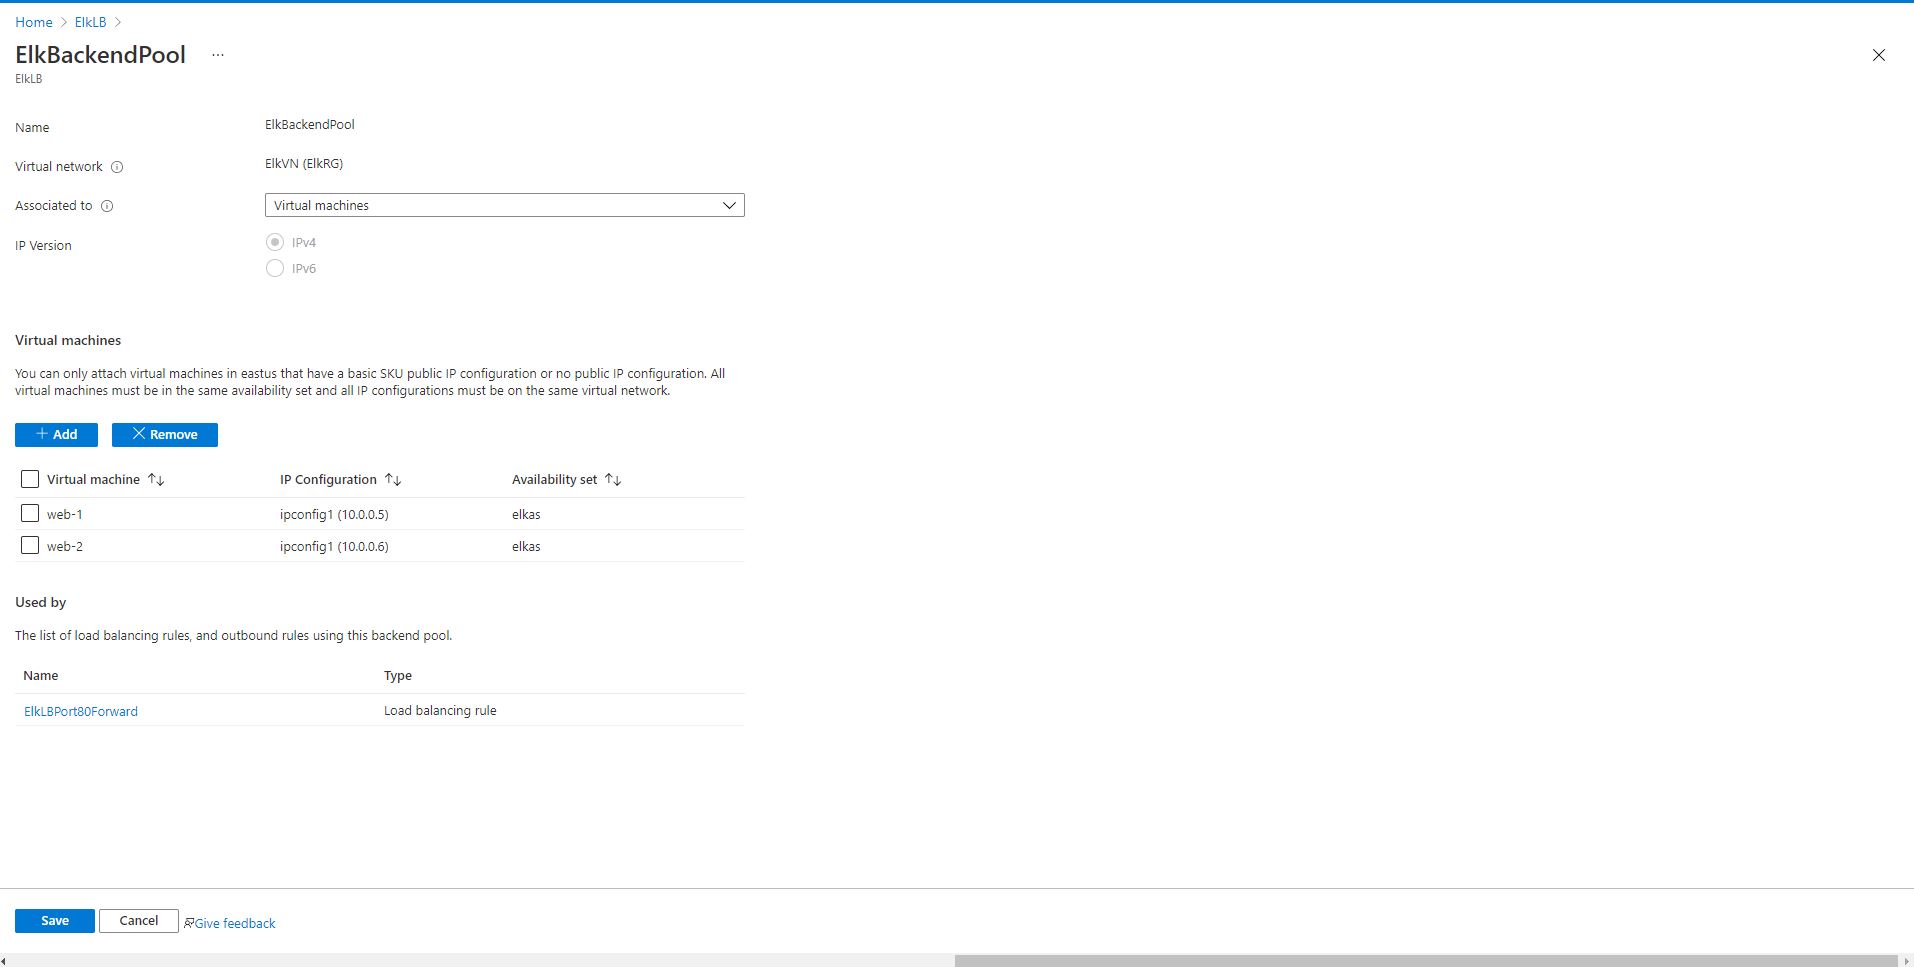 Home > ElkLB >
ElkBackendPool ...
ElkLB
Name ElkBackendPool
Virtual network ElkVN (ElkRG)
Associated to Virtual machines
IP Version IPv4
IPv6
Virtual machines
You can only attach virtual machines in eastus that have a basic SKU public IP configuration or no public IP configuration. All
virtual machines must be in the same availability set and all IP configurations must be on the same virtual network.
+ Add Remove
Virtual machine ↑↓ IP Configuration ↑↓ Availability set ↑↓
web-1 ipconfig1 (10.0.0.5) elkas
web-2 ipconfig1 (10.0.0.6) elkas
Used by
The list of load balancing rules, and outbound rules using this backend pool.
Name Type
ElkLBPort80Forward Load balancing rule
Save Cancel Give feedback